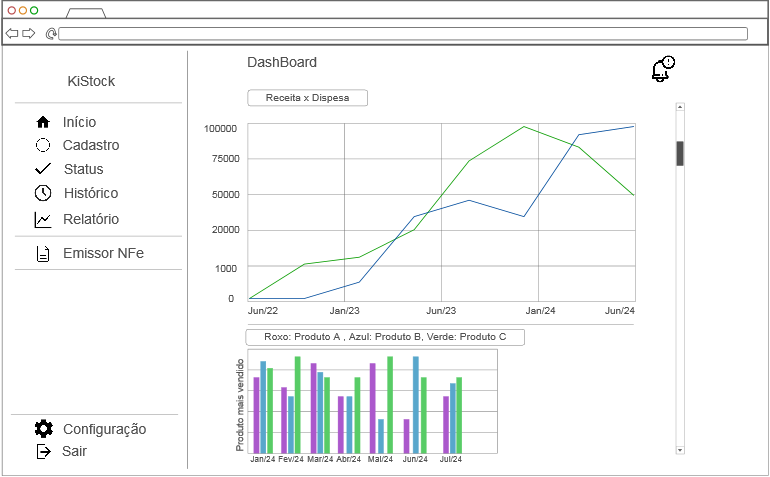 DashBoard
KiStock
Receita x Dispesa
Início
Cadastro
Status
Histórico
Relatório
Emissor NFe
Configuração
Sair
100000
75000
50000
20000
1000
0
Jun/22 Jan/23 Jun/23 Jan/24 Jun/24
Roxo: Produto A , Azul: Produto B, Verde: Produto C
Produto mais vendido
Jan/24 Fev/24 Mar/24 Abr/24 Mal/24 Jun/24 Jul/24